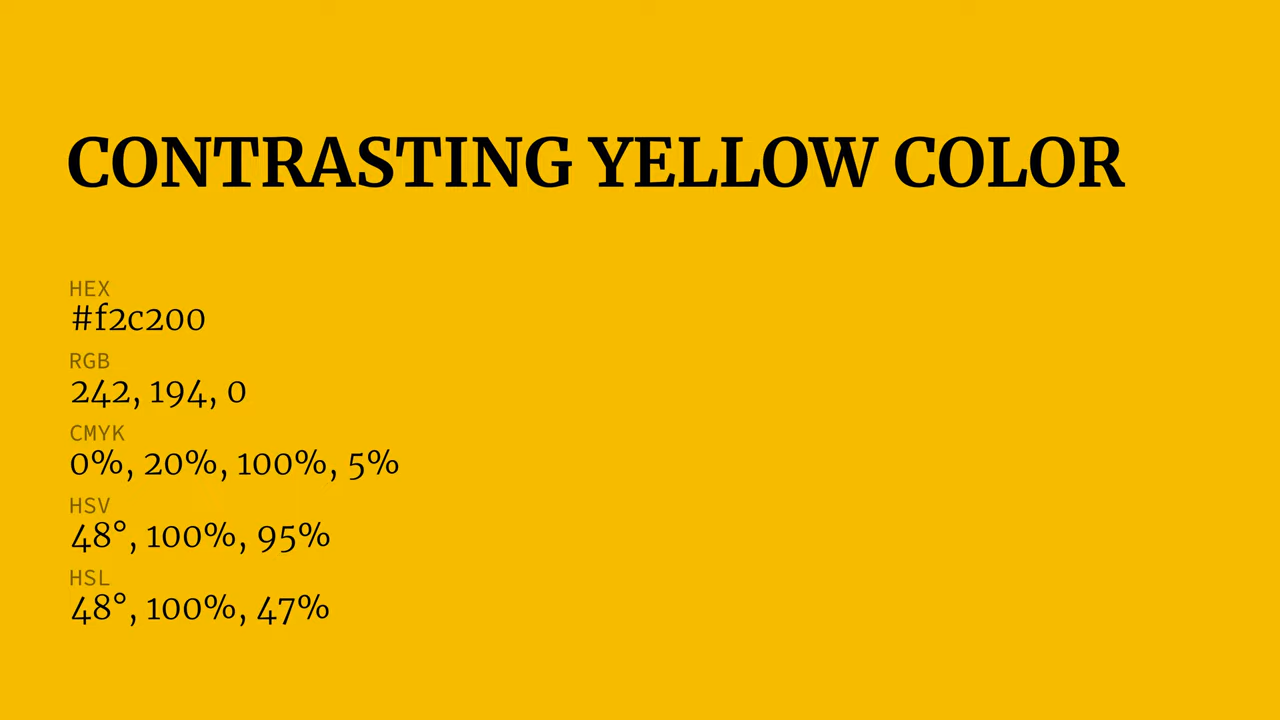 CONTRASTING YELLOW COLOR
HEX
#f2c200
RGB
242, 194, 0
CMYK
0%, 20%, 100%, 5%
HSV
48°, 100%, 95%
HSL
48°, 100%, 47%